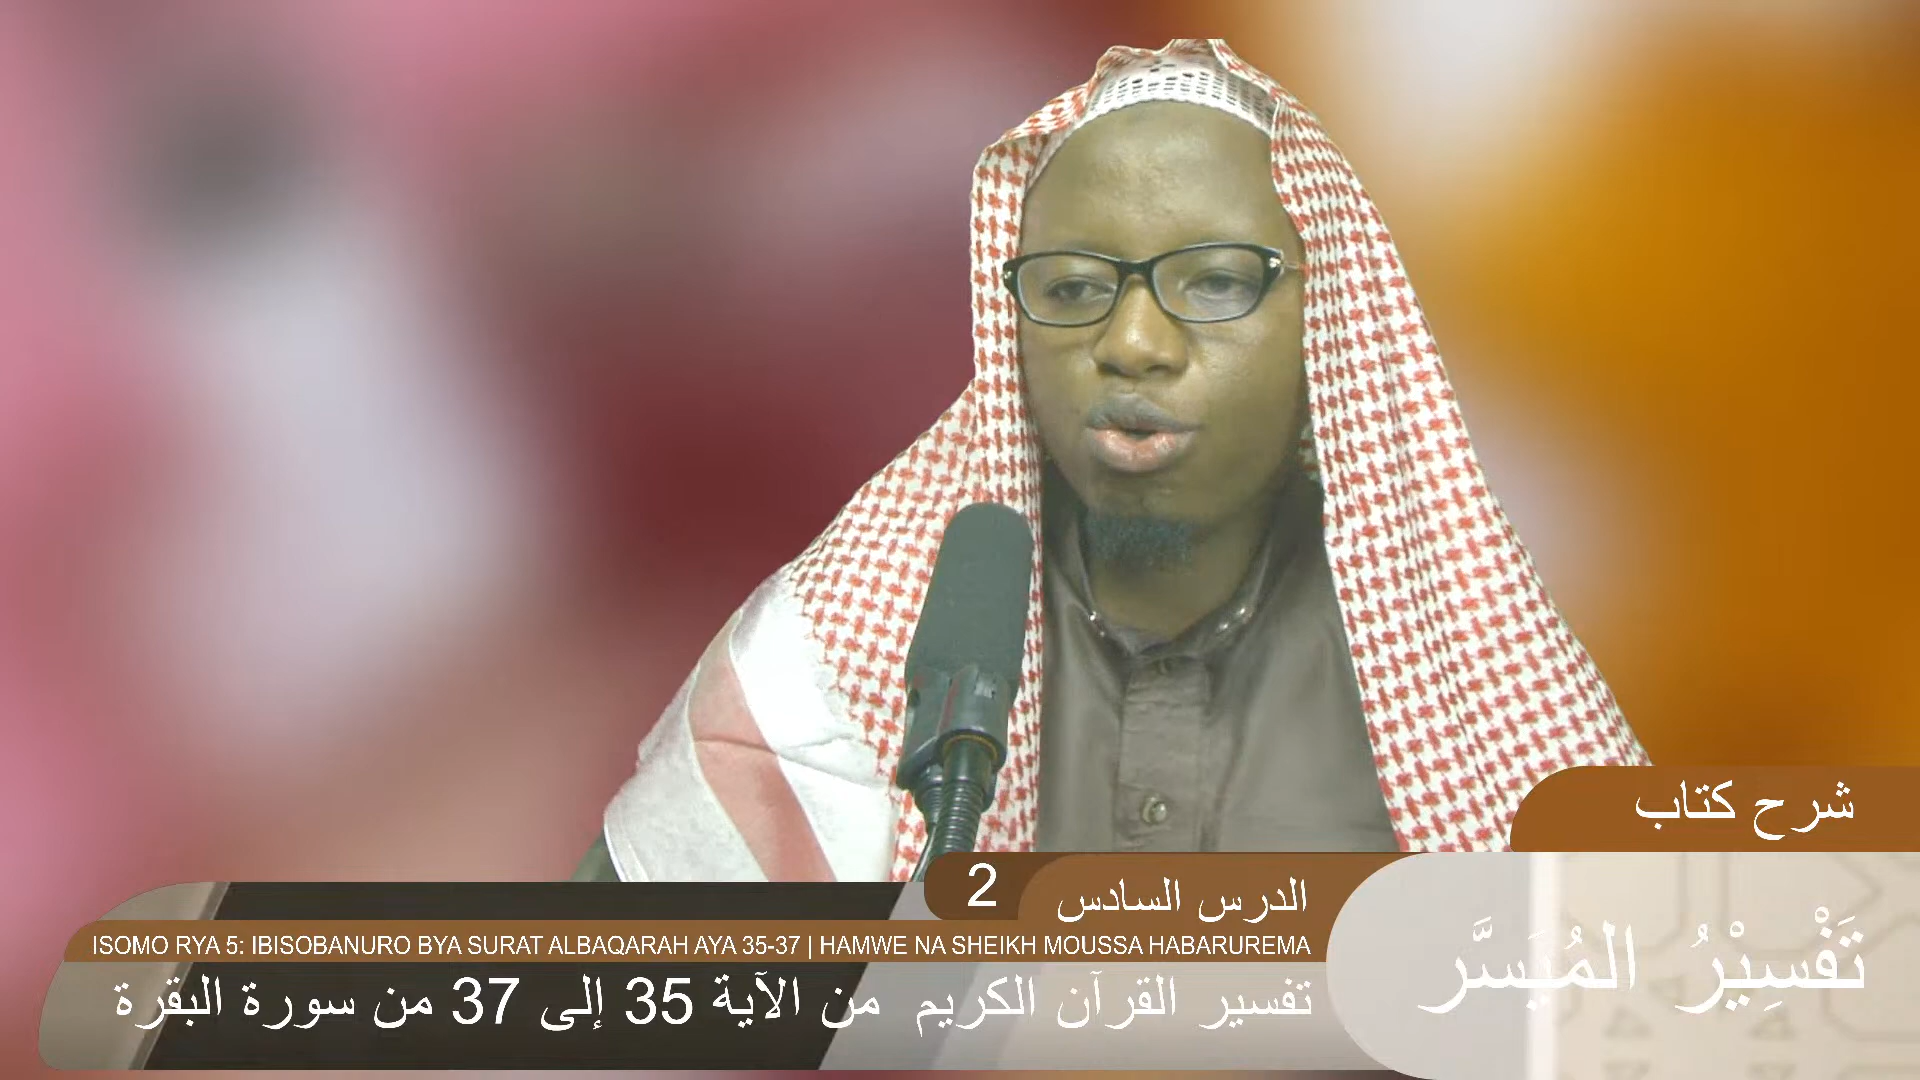 شرح كتاب
تَفْسِيْرُ المُيَسَّر
الدرس السادس
2
ISOMO RYA 5: IBISOBANURO BYA SURAT ALBAQARAH AYA 35-37 | HAMWE NA SHEIKH MOUSSA HABARUREMA
تفسير القرآن الكريم من الآية 35 إلى 37 من سورة البقرة